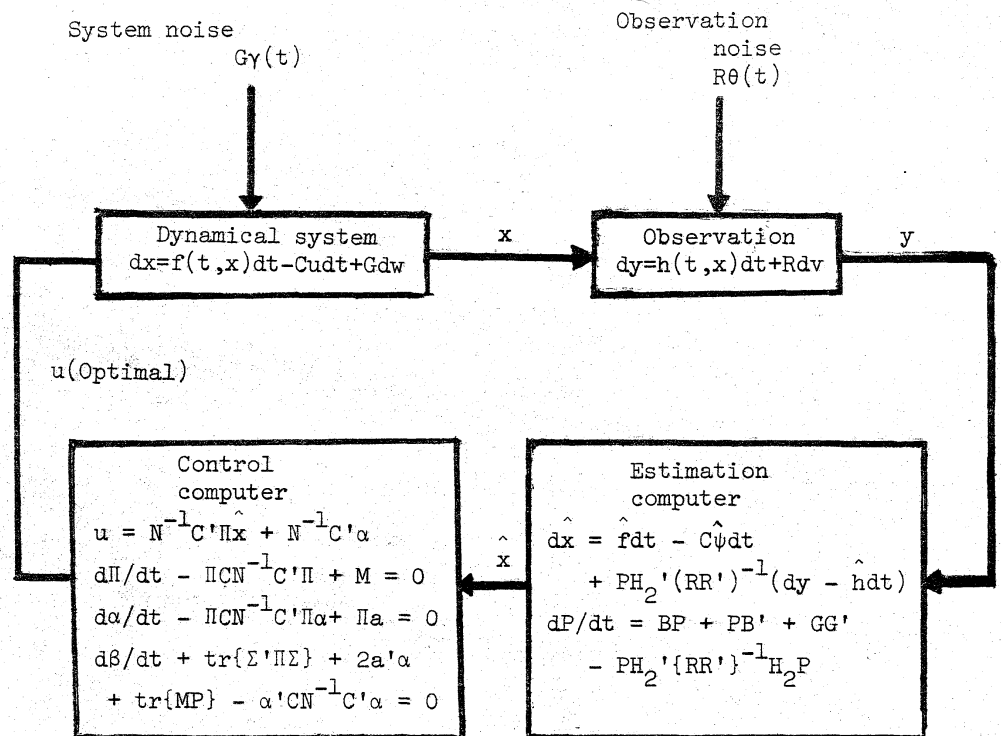 System noise
Gγ(t)
Observation
noise
Rθ(t)
Dynamical system
dx=f(t,x)dt-Cudt+Gdw
x
Observation
dy=h(t,x)dt+Rdv
y
u(Optimal)
Control
computer
u = N⁻¹C'Πx̂ + N⁻¹C'α
dΠ/dt - ΠCN⁻¹C'Π + M = 0
dα/dt - ΠCN⁻¹C'Πα+ Πa = 0
dβ/dt + tr{Σ'ΠΣ} + 2a'α
+ tr{MP} - α'CN⁻¹C'α = 0
x̂
Estimation
computer
dx̂ = f̂dt - Cψ̂dt
+ PH₂'(RR')⁻¹(dy - ĥdt)
dP/dt = BP + PB' + GG'
- PH₂'{RR'}⁻¹H₂P